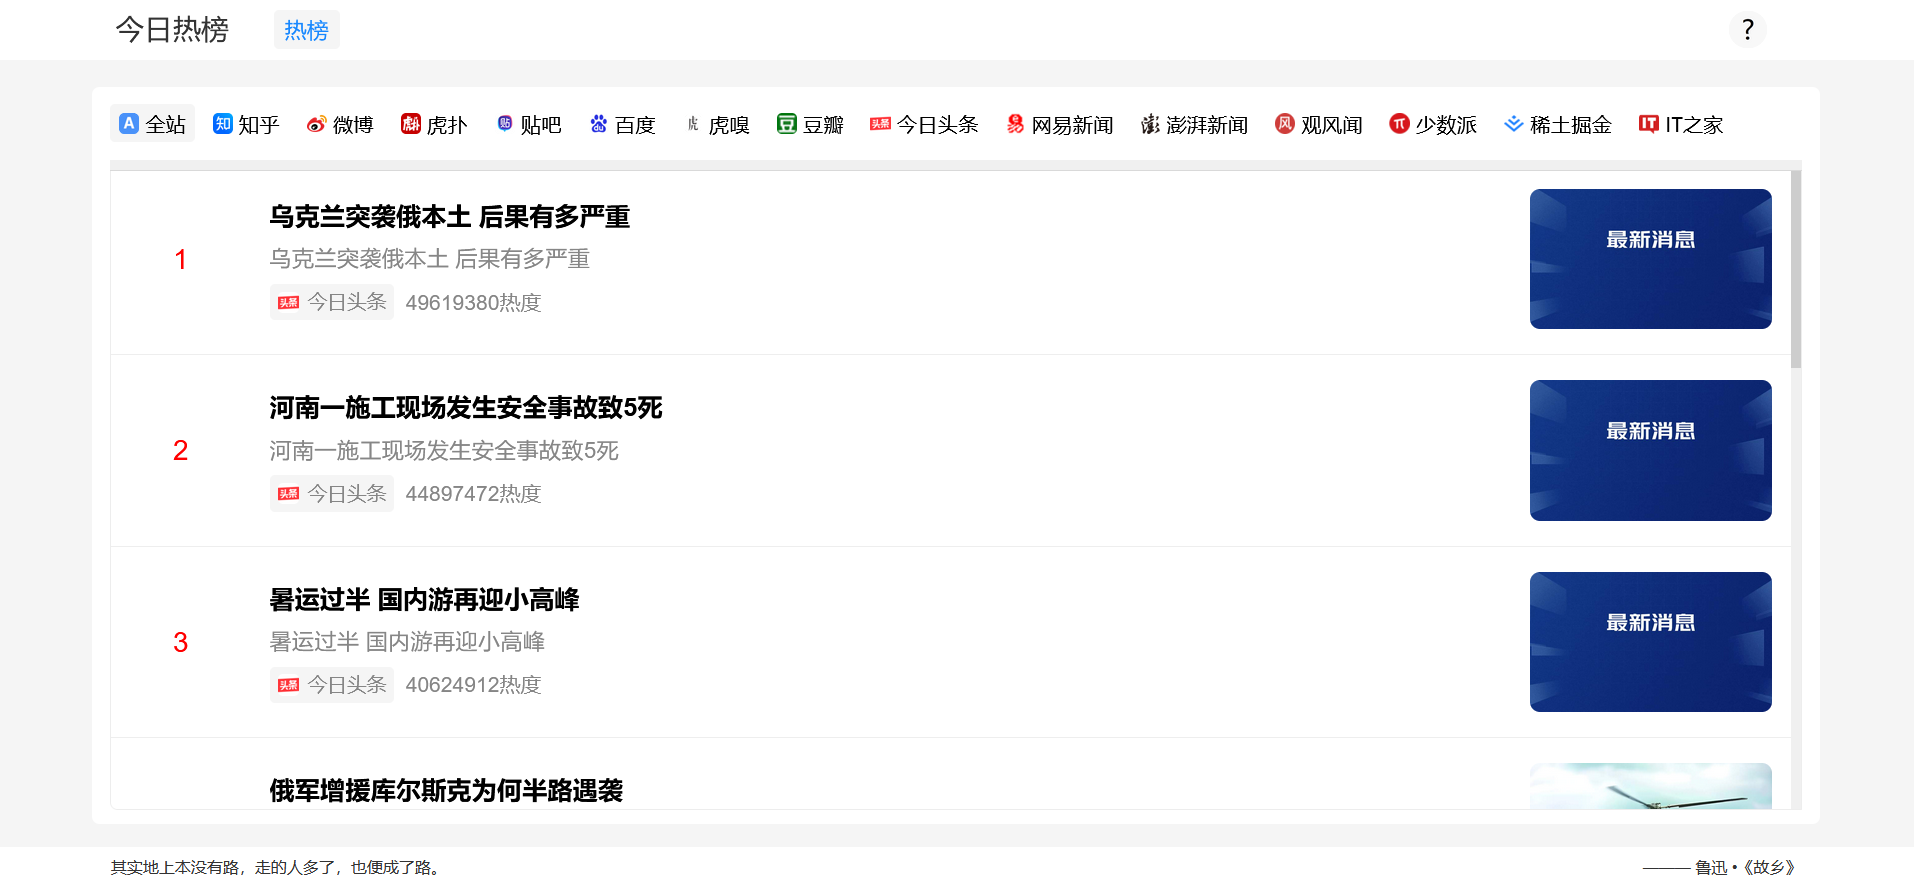 今日热榜 热榜 ?
A 全站 知 知乎 微博 虎扑 贴 贴吧 百度 虎 虎嗅 豆 豆瓣 头条 今日头条 易 网易新闻 澎 澎湃新闻 风 观风闻 π 少数派 稀土掘金 IT IT之家
乌克兰突袭俄本土 后果有多严重
最新消息
1
乌克兰突袭俄本土 后果有多严重
头条 今日头条 49619380热度
河南一施工现场发生安全事故致5死
最新消息
2
河南一施工现场发生安全事故致5死
头条 今日头条 44897472热度
暑运过半 国内游再迎小高峰
最新消息
3
暑运过半 国内游再迎小高峰
头条 今日头条 40624912热度
俄军增援库尔斯克为何半路遇袭
其实地上本没有路，走的人多了，也便成了路。
——— 鲁迅 •《故乡》